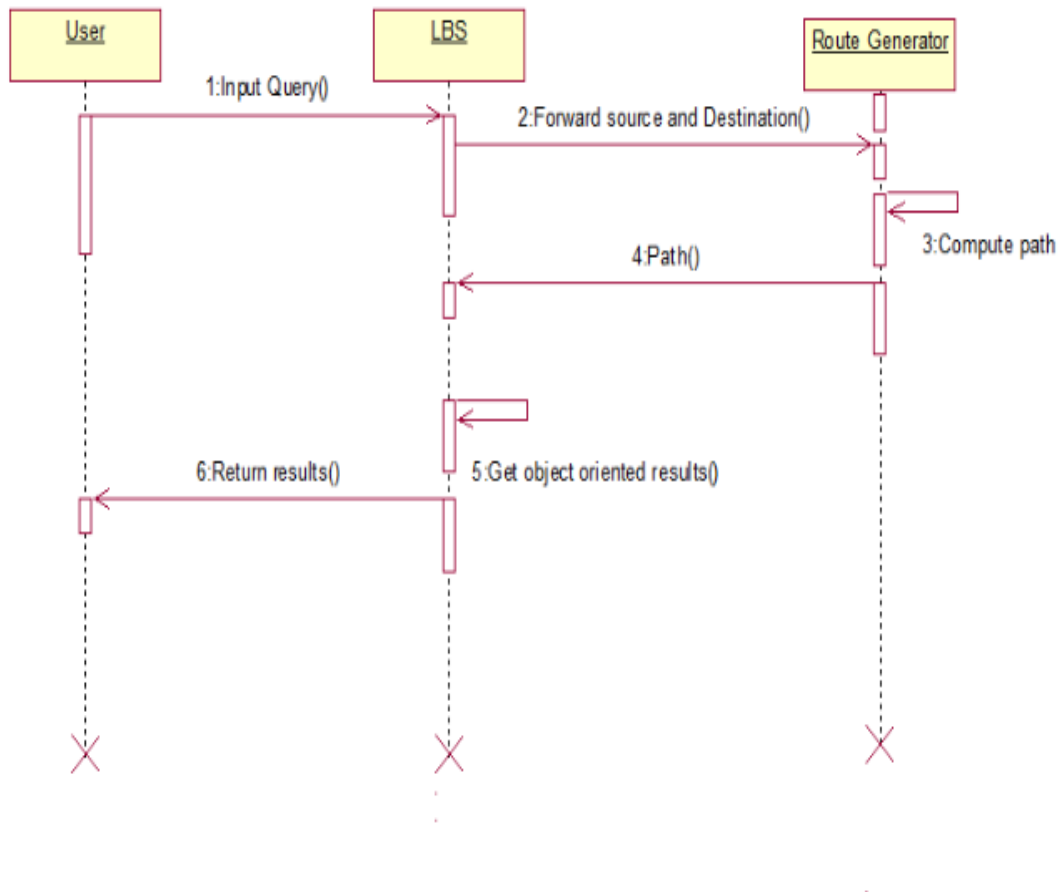 User
LBS
Route Generator
1:Input Query()
2:Forward source and Destination()
3:Compute path
4:Path()
5:Get object oriented results()
6:Return results()